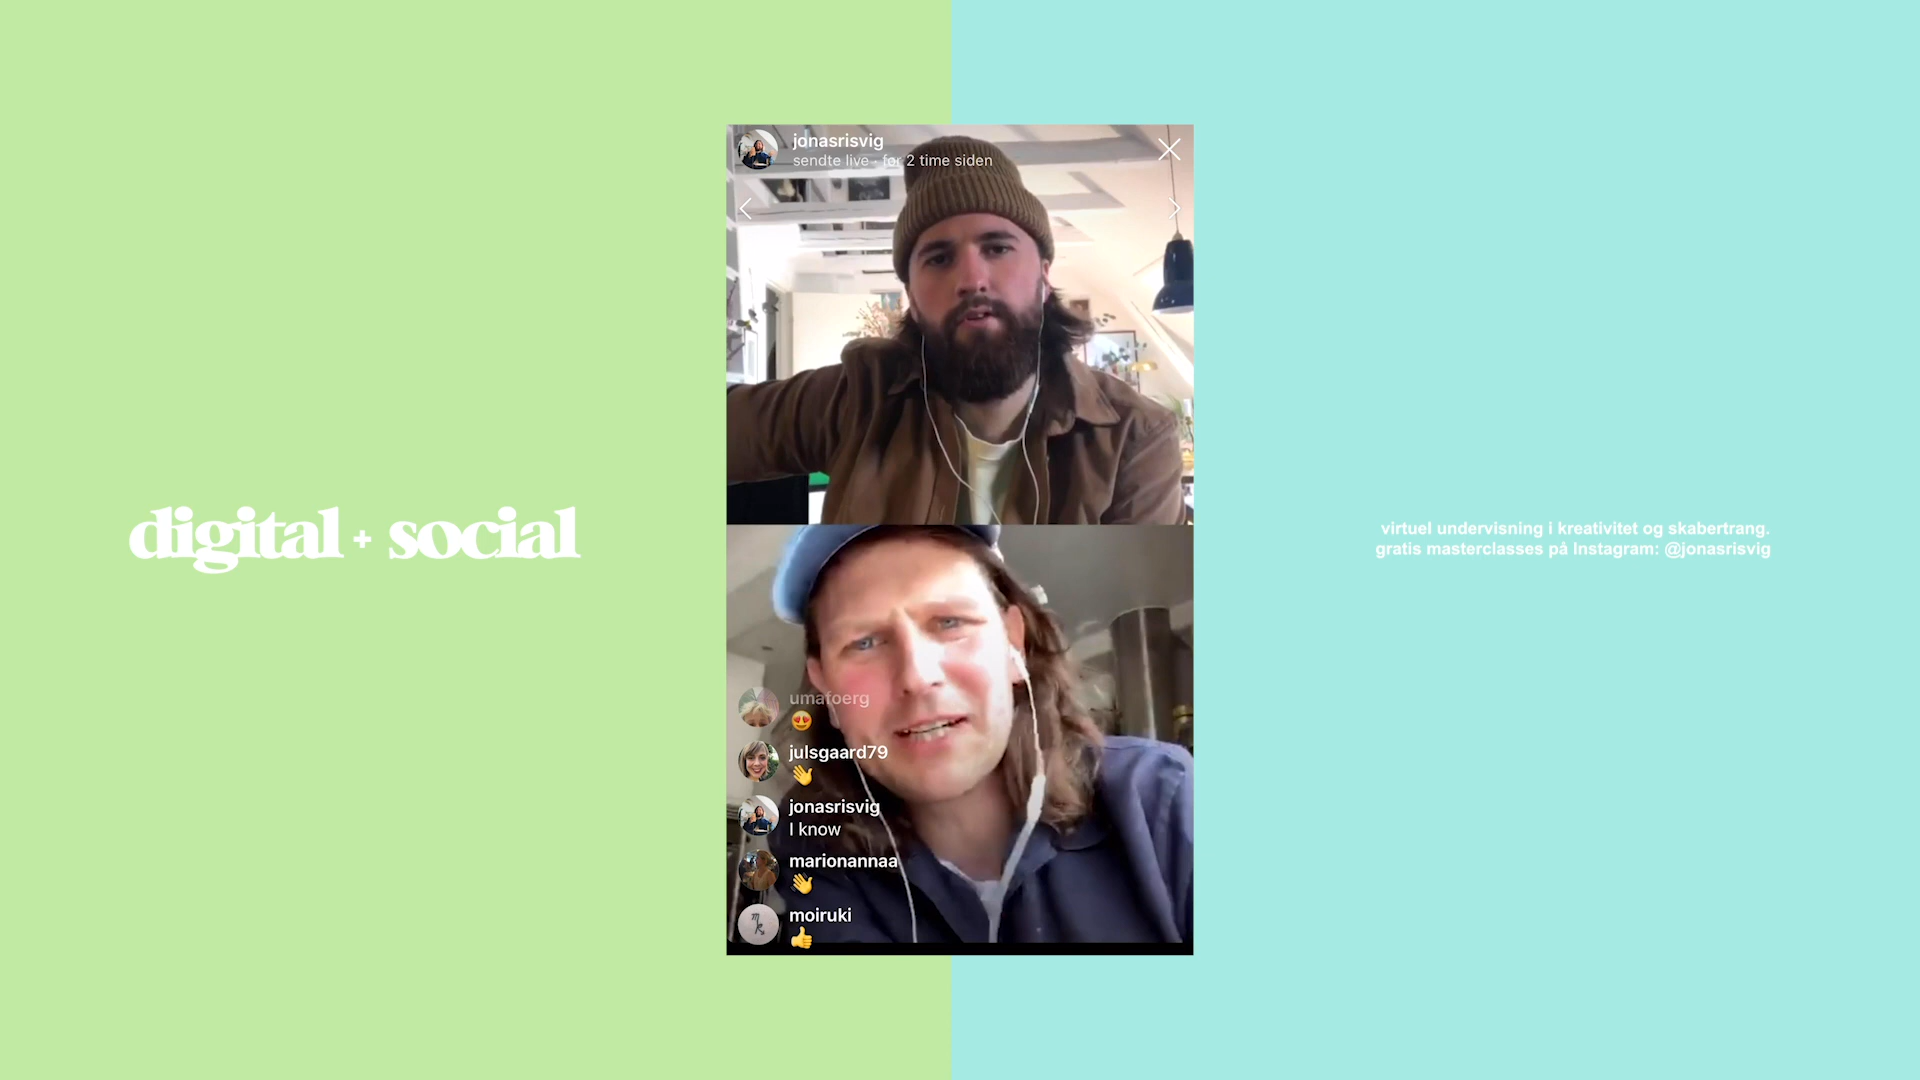 digital + social
jonasrisvig
sendte live · før 2 time siden
umafoerg
😍
julsgaard79
👋
jonasrisvig
I know
marionannaa
👋
moiruki
👍
virtuel undervisning i kreativitet og skabertrang.
gratis masterclasses på Instagram: @jonasrisvig